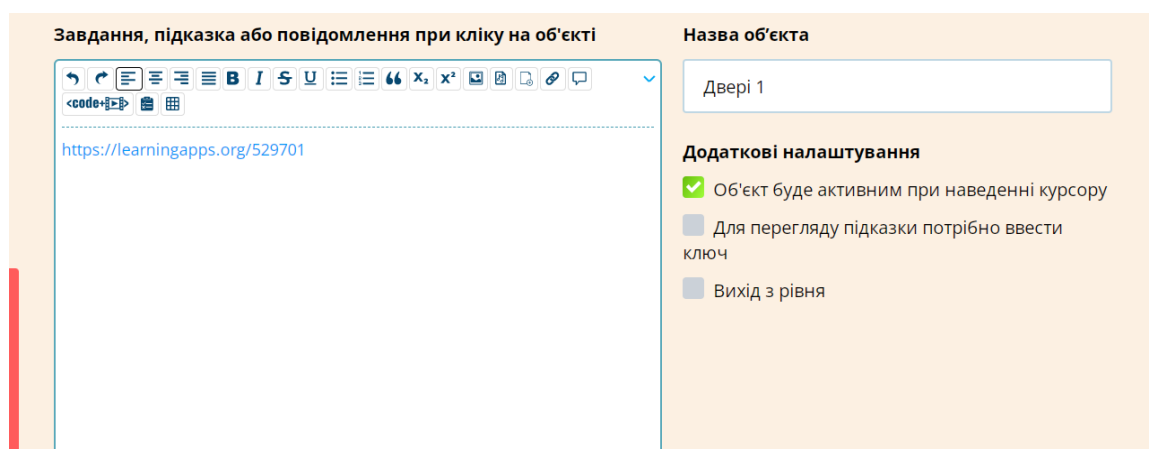 Завдання, підказка або повідомлення при кліку на об'єкті
<code+>
https://learningapps.org/529701
Назва об’єкта
Двері 1
Додаткові налаштування
Об'єкт буде активним при наведенні курсору
Для перегляду підказки потрібно ввести
ключ
Вихід з рівня